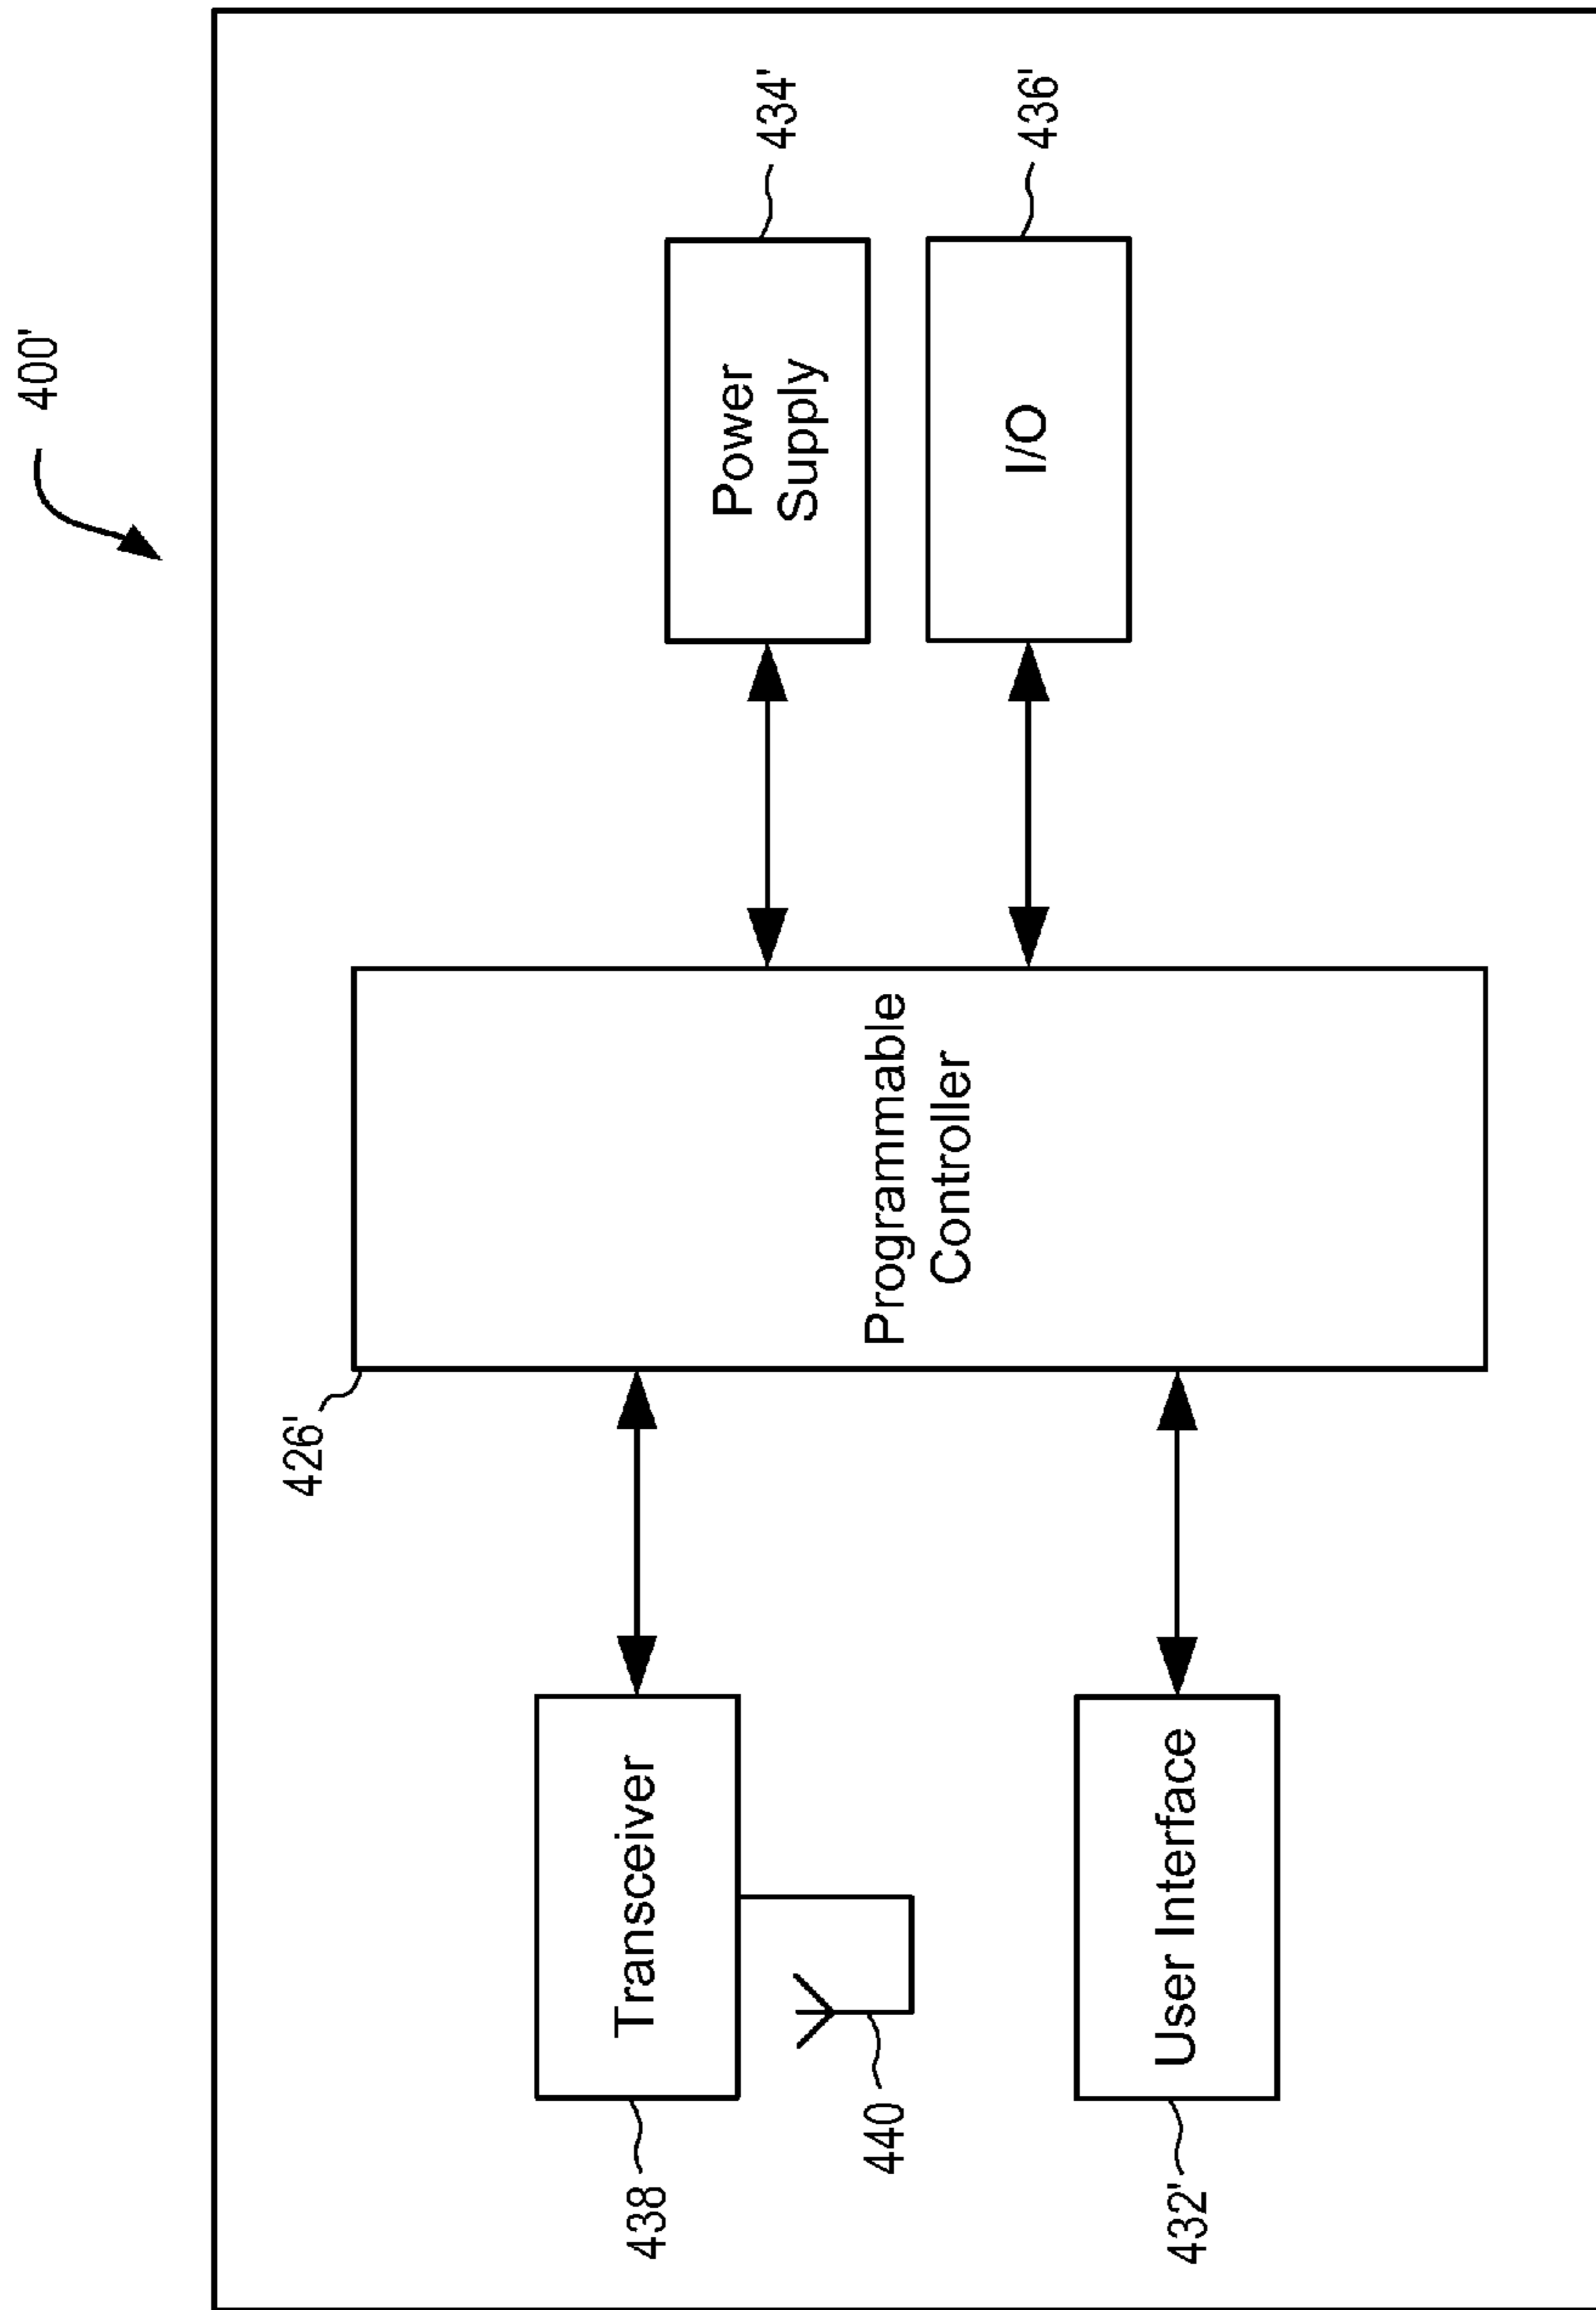 400'
426'
438
Transceiver
Programmable
Controller
Power
Supply
434'
440
432'
User Interface
I/O
436'